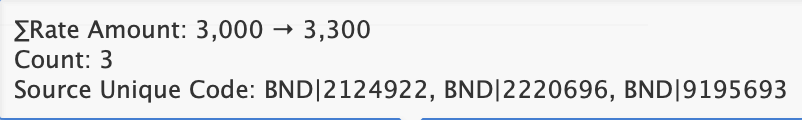 ∑Rate Amount: 3,000 → 3,300
Count: 3
Source Unique Code: BND|2124922, BND|2220696, BND|9195693